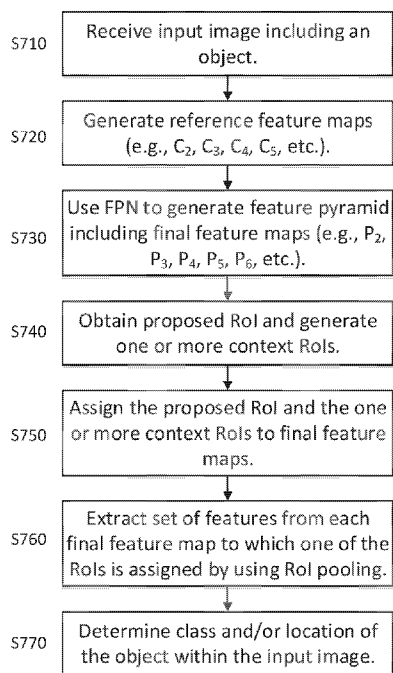 S710
Receive input image including an
object.
S720
Generate reference feature maps
(e.g., C₂, C₃, C₄, C₅, etc.).
S730
Use FPN to generate feature pyramid
including final feature maps (e.g., P₂,
P₃, P₄, P₅, P₆, etc.).
S740
Obtain proposed RoI and generate
one or more context RoIs.
S750
Assign the proposed RoI and the one
or more context RoIs to final feature
maps.
S760
Extract set of features from each
final feature map to which one of the
RoIs is assigned by using RoI pooling.
S770
Determine class and/or location of
the object within the input image.